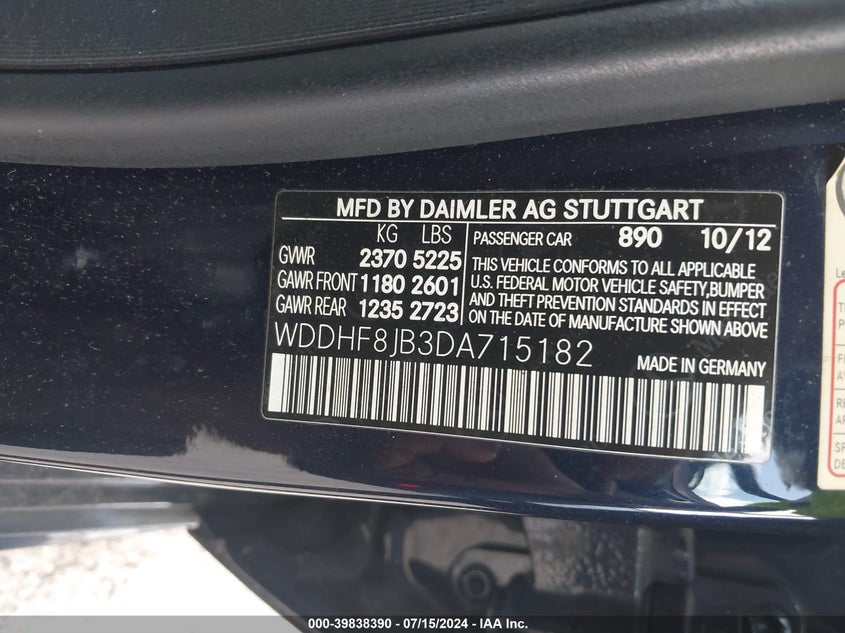 MFD BY DAIMLER AG STUTTGART
KG LBS
GVWR 2370 5225
GAWR FRONT 1180 2601
GAWR REAR 1235 2723
PASSENGER CAR 890 10/12
THIS VEHICLE CONFORMS TO ALL APPLICABLE
U.S. FEDERAL MOTOR VEHICLE SAFETY,BUMPER
AND THEFT PREVENTION STANDARDS IN EFFECT
ON THE DATE OF MANUFACTURE SHOWN ABOVE
WDDHF8JB3DA715182
MADE IN GERMANY
000-39838390 / 07/15/2024 - IAA Inc.